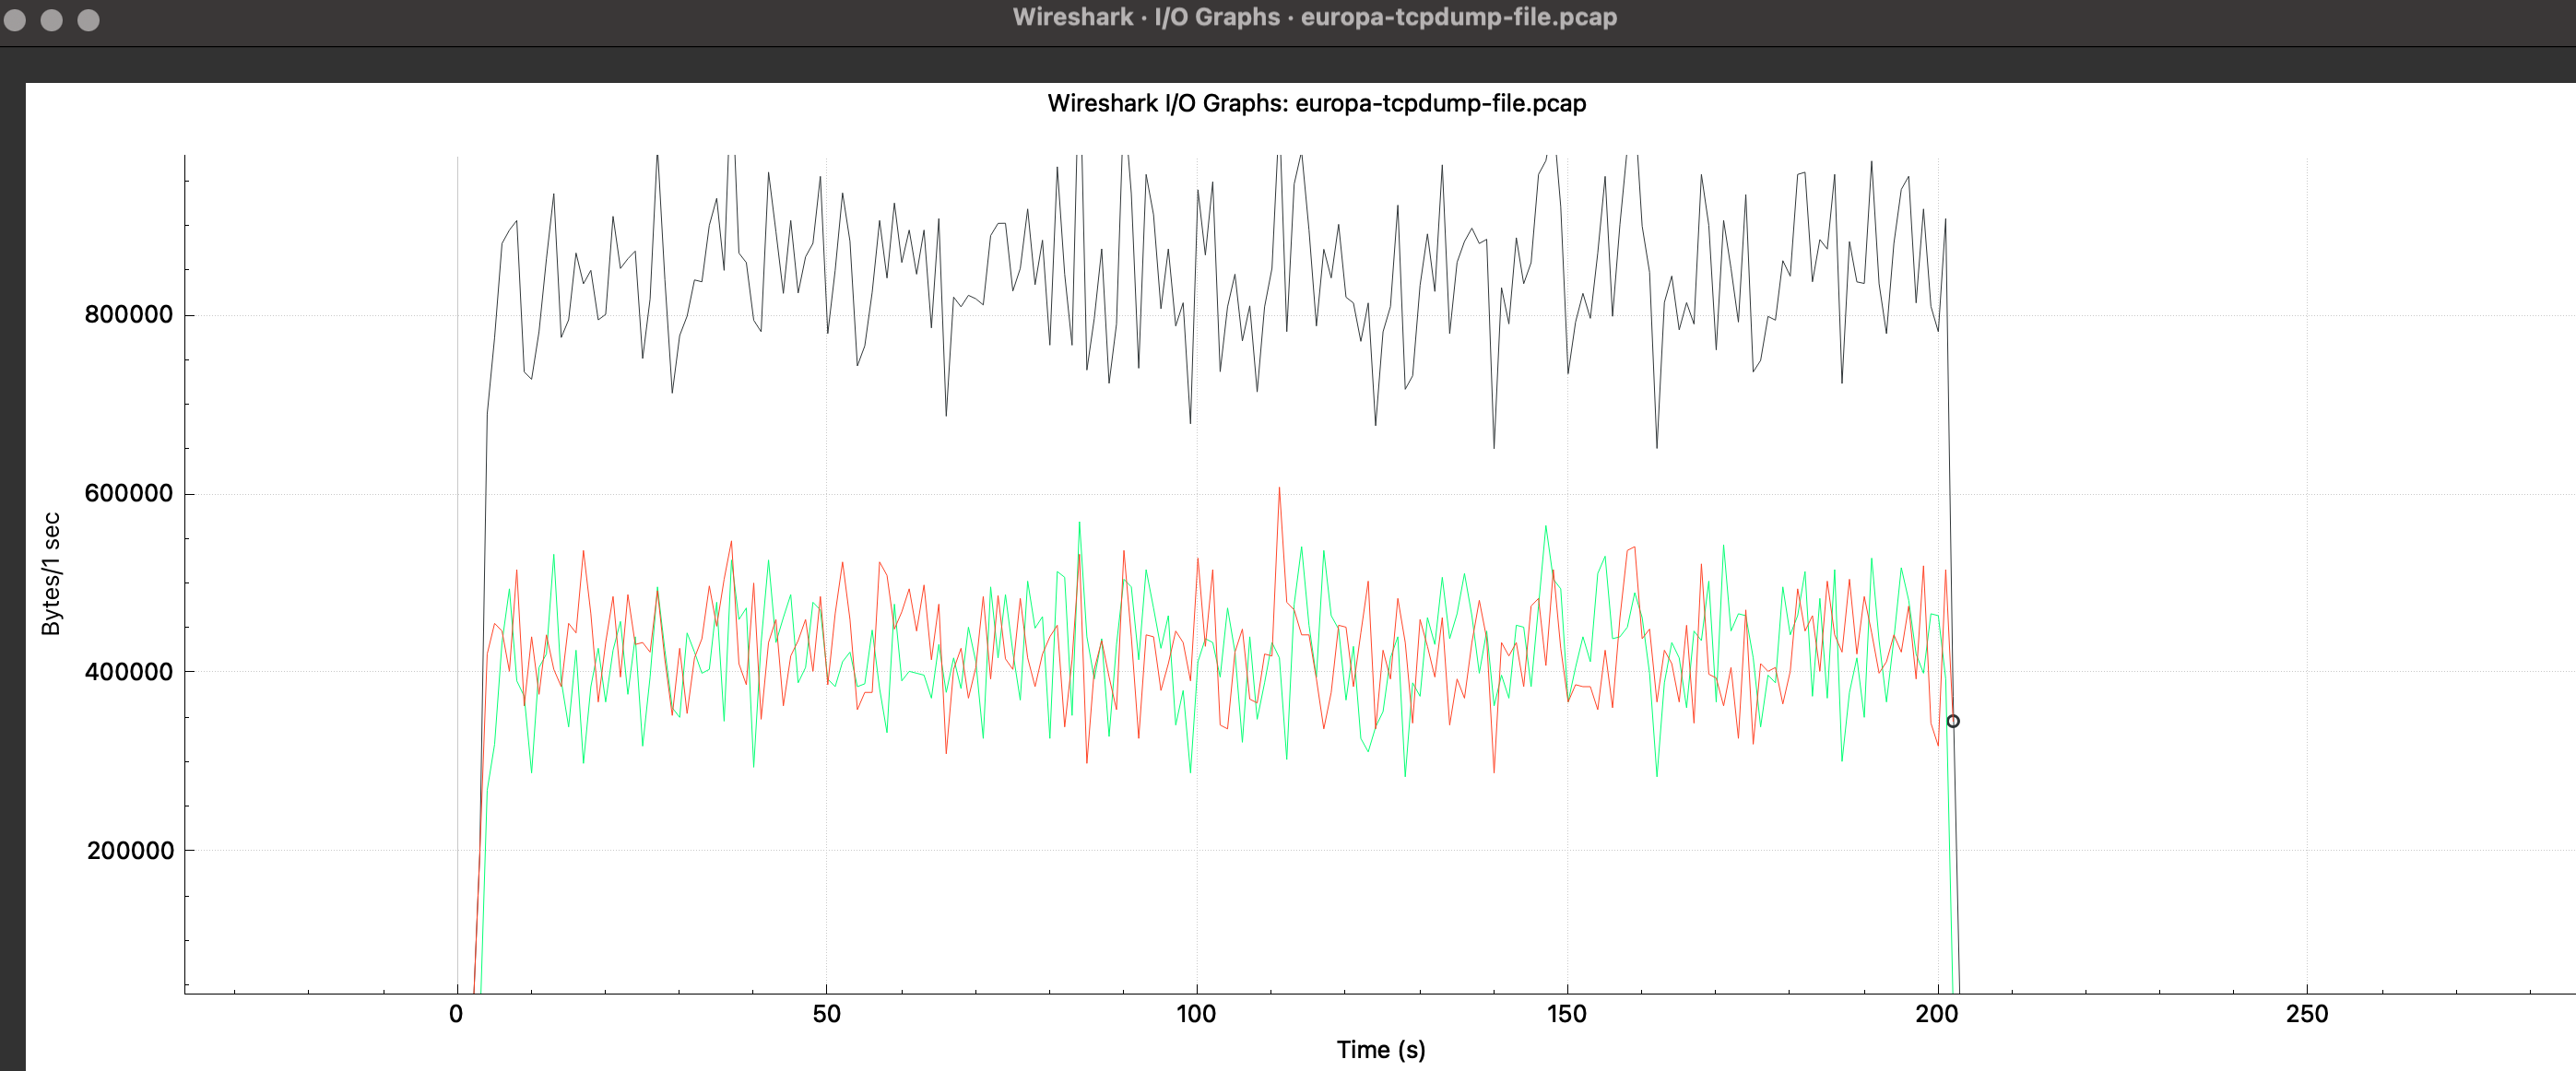 Wireshark · I/O Graphs · europa-tcpdump-file.pcap
Wireshark I/O Graphs: europa-tcpdump-file.pcap
Bytes/1 sec
800000
600000
400000
200000
0 50 100 150 200 250
Time (s)